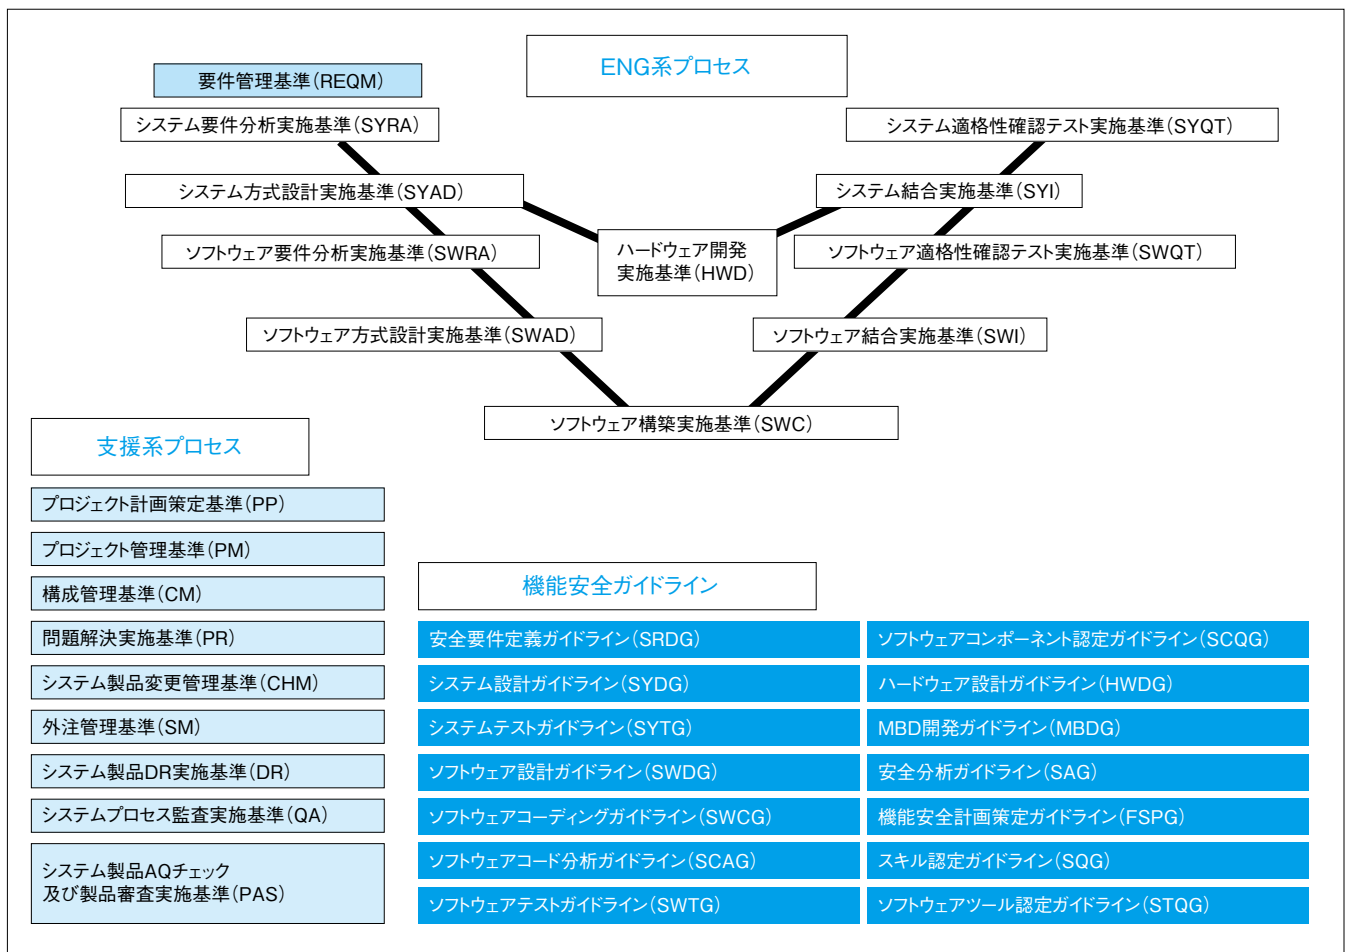 ENG系プロセス
要件管理基準(REQM)
システム要件分析実施基準(SYRA)
システム適格性確認テスト実施基準(SYQT)
システム方式設計実施基準(SYAD)
システム結合実施基準(SYI)
ソフトウェア要件分析実施基準(SWRA)
ハードウェア開発
実施基準(HWD)
ソフトウェア適格性確認テスト実施基準(SWQT)
ソフトウェア方式設計実施基準(SWAD)
ソフトウェア結合実施基準(SWI)
ソフトウェア構築実施基準(SWC)
支援系プロセス
プロジェクト計画策定基準(PP)
プロジェクト管理基準(PM)
構成管理基準(CM)
問題解決実施基準(PR)
システム製品変更管理基準(CHM)
外注管理基準(SM)
システム製品DR実施基準(DR)
システムプロセス監査実施基準(QA)
システム製品AQチェック
及び製品審査実施基準(PAS)
機能安全ガイドライン
安全要件定義ガイドライン(SRDG)
システム設計ガイドライン(SYDG)
システムテストガイドライン(SYTG)
ソフトウェア設計ガイドライン(SWDG)
ソフトウェアコーディングガイドライン(SWCG)
ソフトウェアコード分析ガイドライン(SCAG)
ソフトウェアテストガイドライン(SWTG)
ソフトウェアコンポーネント認定ガイドライン(SCQG)
ハードウェア設計ガイドライン(HWDG)
MBD開発ガイドライン(MBDG)
安全分析ガイドライン(SAG)
機能安全計画策定ガイドライン(FSPG)
スキル認定ガイドライン(SQG)
ソフトウェアツール認定ガイドライン(STQG)